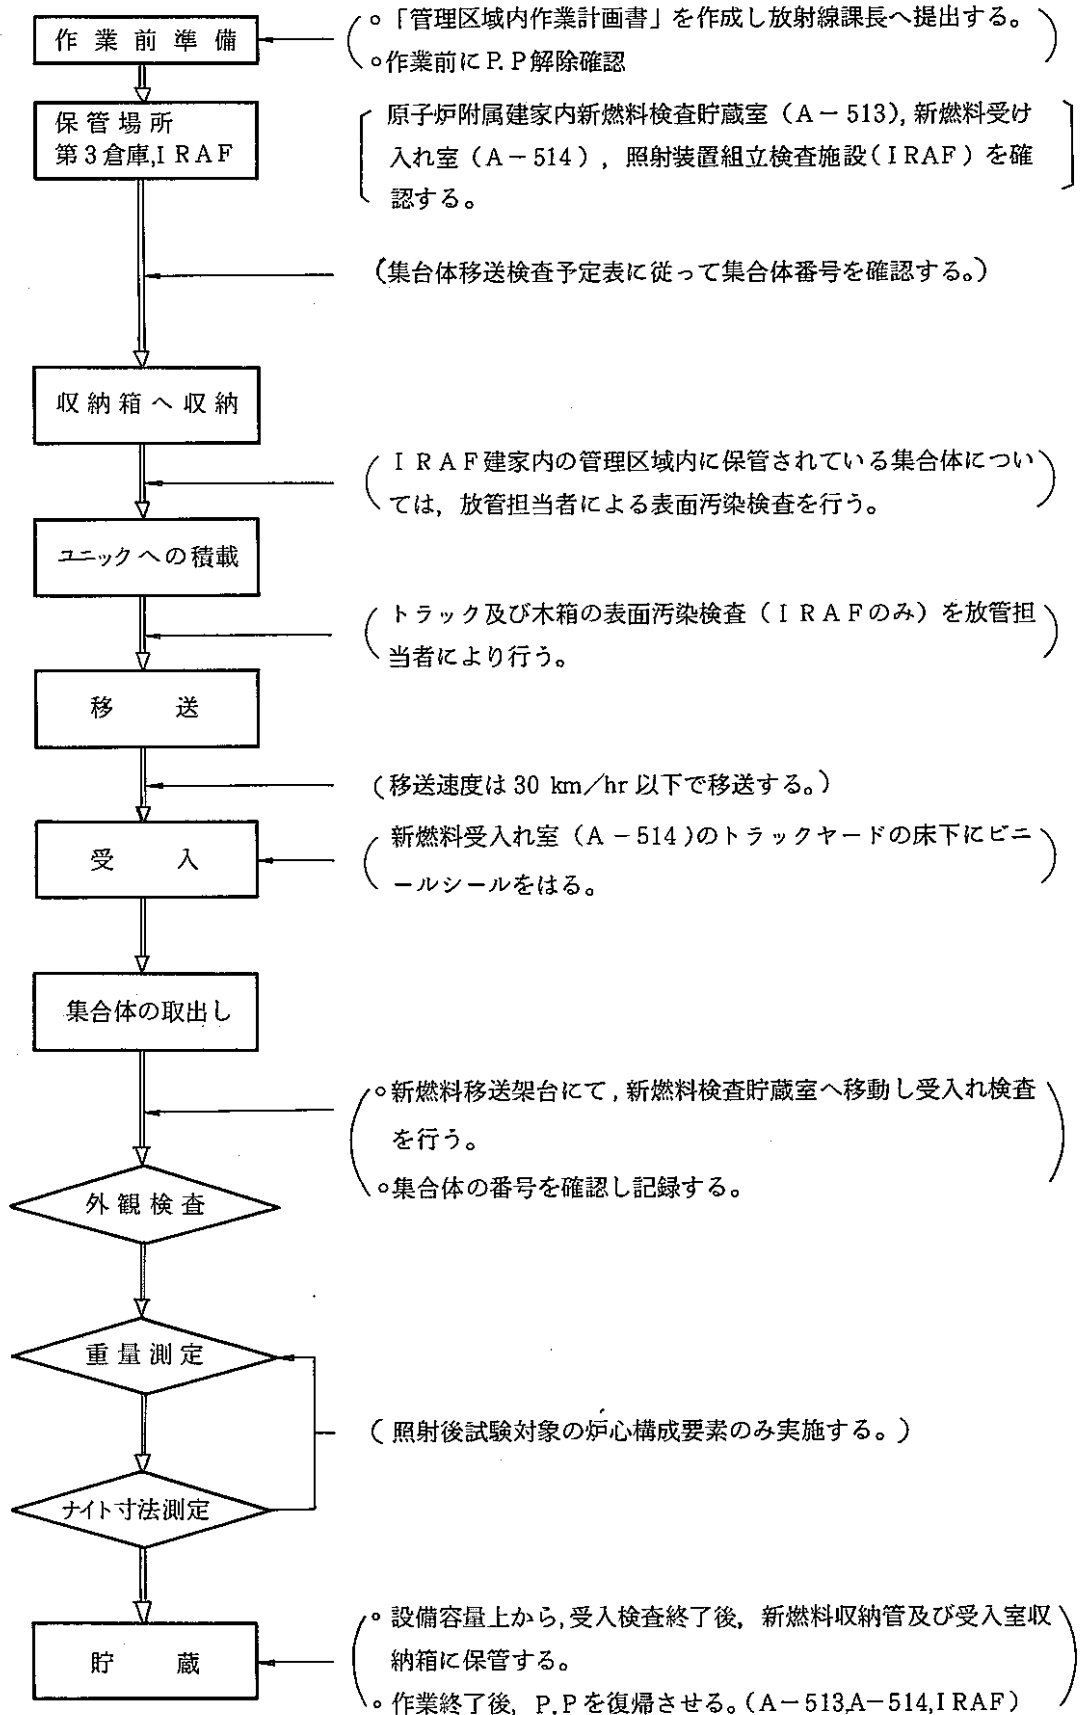 作業前準備
。「管理区域内作業計画書」を作成し放射線課長へ提出する。
。作業前にP.P解除確認
保管場所
第3倉庫,IRAF
原子炉附属建家内新燃料検査貯蔵室(A-513),新燃料受け
入れ室(A-514),照射装置組立検査施設(IRAF)を確
認する。
(集合体移送検査予定表に従って集合体番号を確認する。)
収納箱へ収納
(IRAF建家内の管理区域内に保管されている集合体につい
ては,放管担当者による表面汚染検査を行う。)
ユニックへの積載
(トラック及び木箱の表面汚染検査(IRAFのみ)を放管担
当者により行う。)
移送
(移送速度は30 km/hr以下で移送する。)
受入
(新燃料受入れ室(A-514)のトラックヤードの床下にビニ
ールシールをはる。)
集合体の取出し
。新燃料移送架台にて,新燃料検査貯蔵室へ移動し受入れ検査
を行う。
。集合体の番号を確認し記録する。
外観検査
重量測定
(照射後試験対象の炉心構成要素のみ実施する。)
ナイト寸法測定
。設備容量上から,受入検査終了後,新燃料収納管及び受入室収
納箱に保管する。
貯蔵
。作業終了後,P.Pを復帰させる。(A-513,A-514,IRAF)